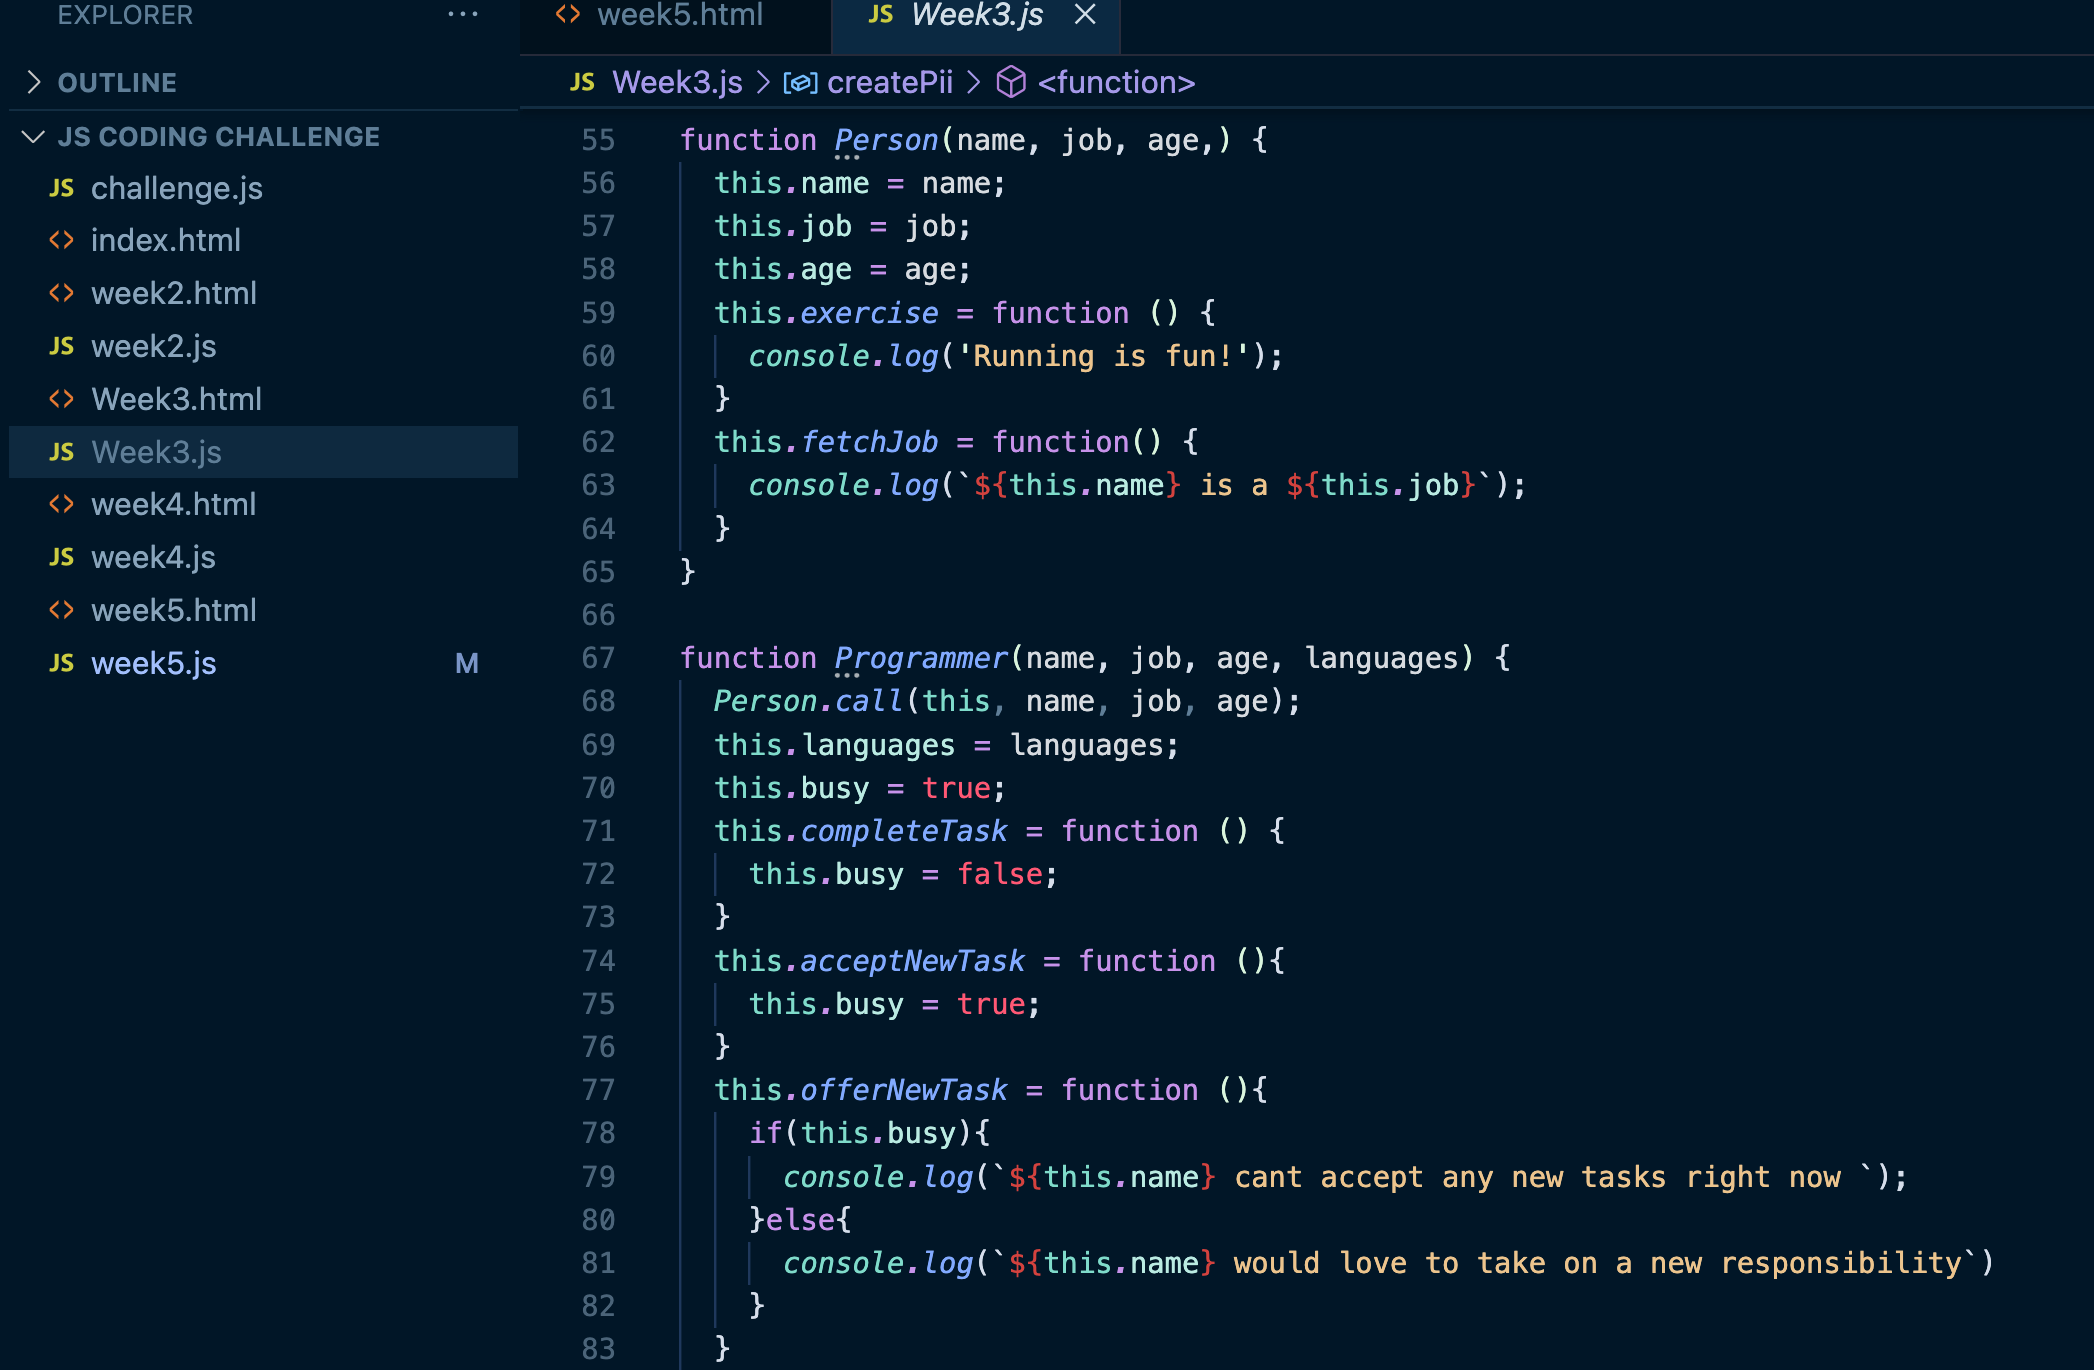 EXPLORER ...
OUTLINE
JS CODING CHALLENGE
JS challenge.js
<> index.html
<> week2.html
JS week2.js
<> Week3.html
JS Week3.js
<> week4.html
JS week4.js
<> week5.html
JS week5.js M
<> week5.html JS Week3.js ×
JS Week3.js > createPii > <function>
55 function Person(name, job, age,) {
56 this.name = name;
57 this.job = job;
58 this.age = age;
59 this.exercise = function () {
60 console.log('Running is fun!');
61 }
62 this.fetchJob = function() {
63 console.log(`${this.name} is a ${this.job}`);
64 }
65 }
66
67 function Programmer(name, job, age, languages) {
68 Person.call(this, name, job, age);
69 this.languages = languages;
70 this.busy = true;
71 this.completeTask = function () {
72 this.busy = false;
73 }
74 this.acceptNewTask = function (){
75 this.busy = true;
76 }
77 this.offerNewTask = function (){
78 if(this.busy){
79 console.log(`${this.name} cant accept any new tasks right now `);
80 }else{
81 console.log(`${this.name} would love to take on a new responsibility`)
82 }
83 }